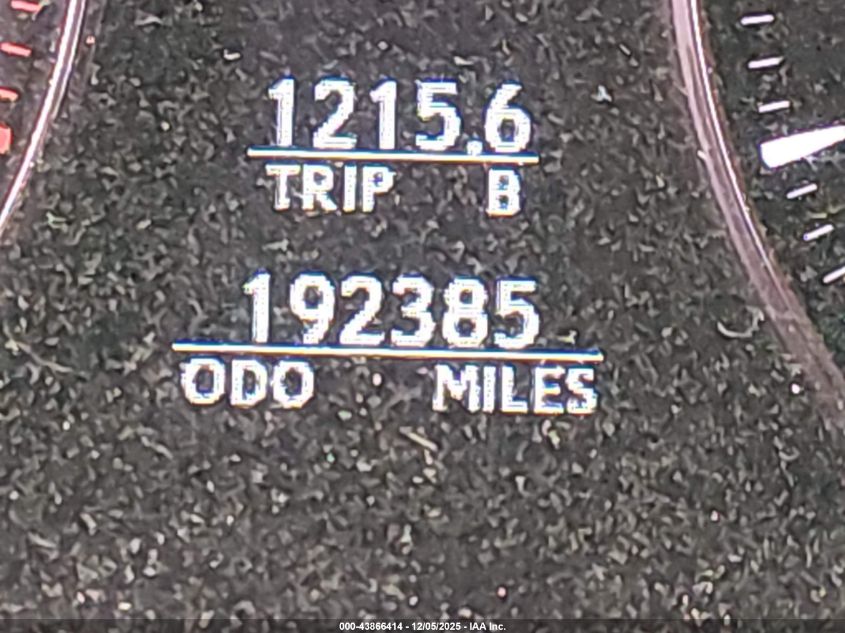 1215.6
TRIP B
192385
ODO MILES
000-43866414 - 12/05/2025 - IAA Inc.